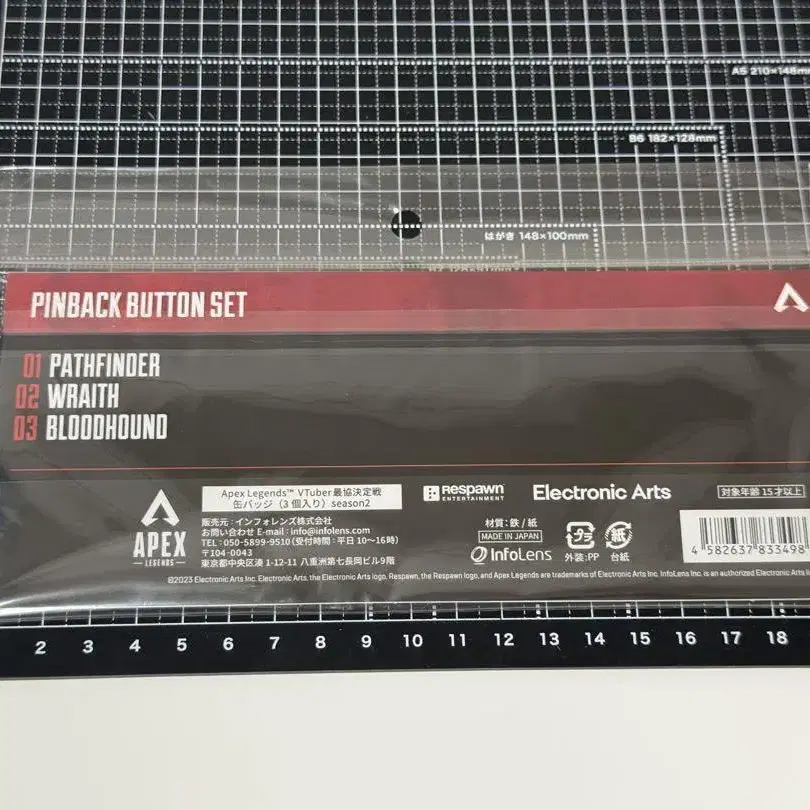 A5 210×148mm
B6 182×128mm
はがき 148×100mm
PINBACK BUTTON SET
01 PATHFINDER
02 WRAITH
03 BLOODHOUND
APEX
LEGENDS
Apex Legends™ VTuber最協決定戦
缶バッジ（3個入り）season2
販売元：インフォレンズ株式会社
お問い合わせ E-mail：info@infolens.com
TEL：050-5899-9510（受付時間：平日 10〜16時）
〒104-0043
東京都中央区湊 1-12-11 八重洲第七長岡ビル9階
Respawn
ENTERTAINMENT
Electronic Arts
対象年齢 15才以上
材質：鉄 / 紙
MADE IN JAPAN
InfoLens
プラ
外装：PP
紙
台紙
4 582637 833498
©2023 Electronic Arts Inc. Electronic Arts, the Electronic Arts logo, Respawn, the Respawn logo, and Apex Legends are trademarks of Electronic Arts Inc. InfoLens Inc. is an authorized Electronic Arts
2 3 4 5 6 7 8 9 10 11 12 13 14 15 16 17 18